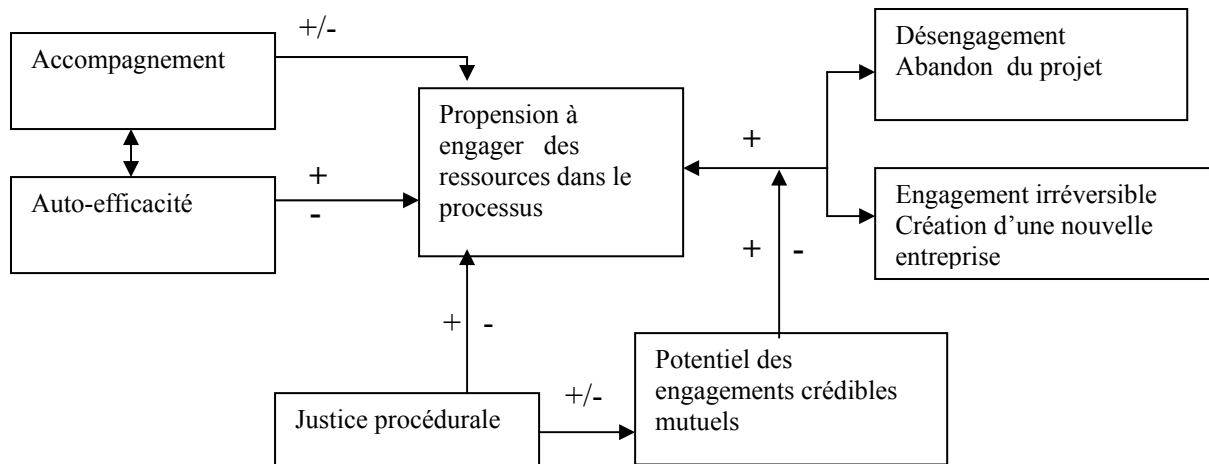 +/-
Accompagnement
Auto-efficacité
+
-
Propension à
engager des
ressources dans le
processus
+
Désengagement
Abandon du projet
Engagement irréversible
Création d'une nouvelle
entreprise
+ -
+ -
Justice procédurale
+/-
Potentiel des
engagements crédibles
mutuels